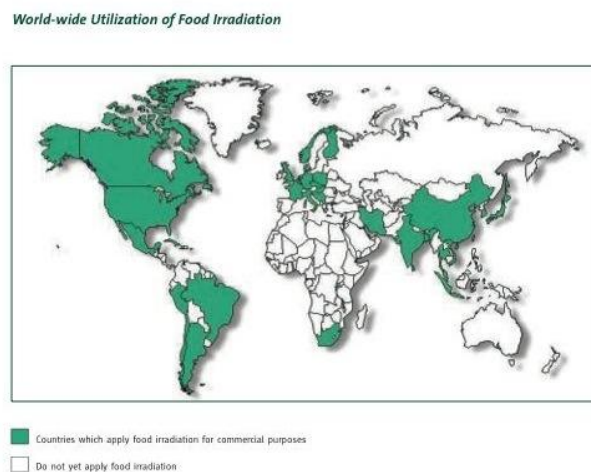 World-wide Utilization of Food Irradiation
Countries which apply food irradiation for commercial purposes
Do not yet apply food irradiation